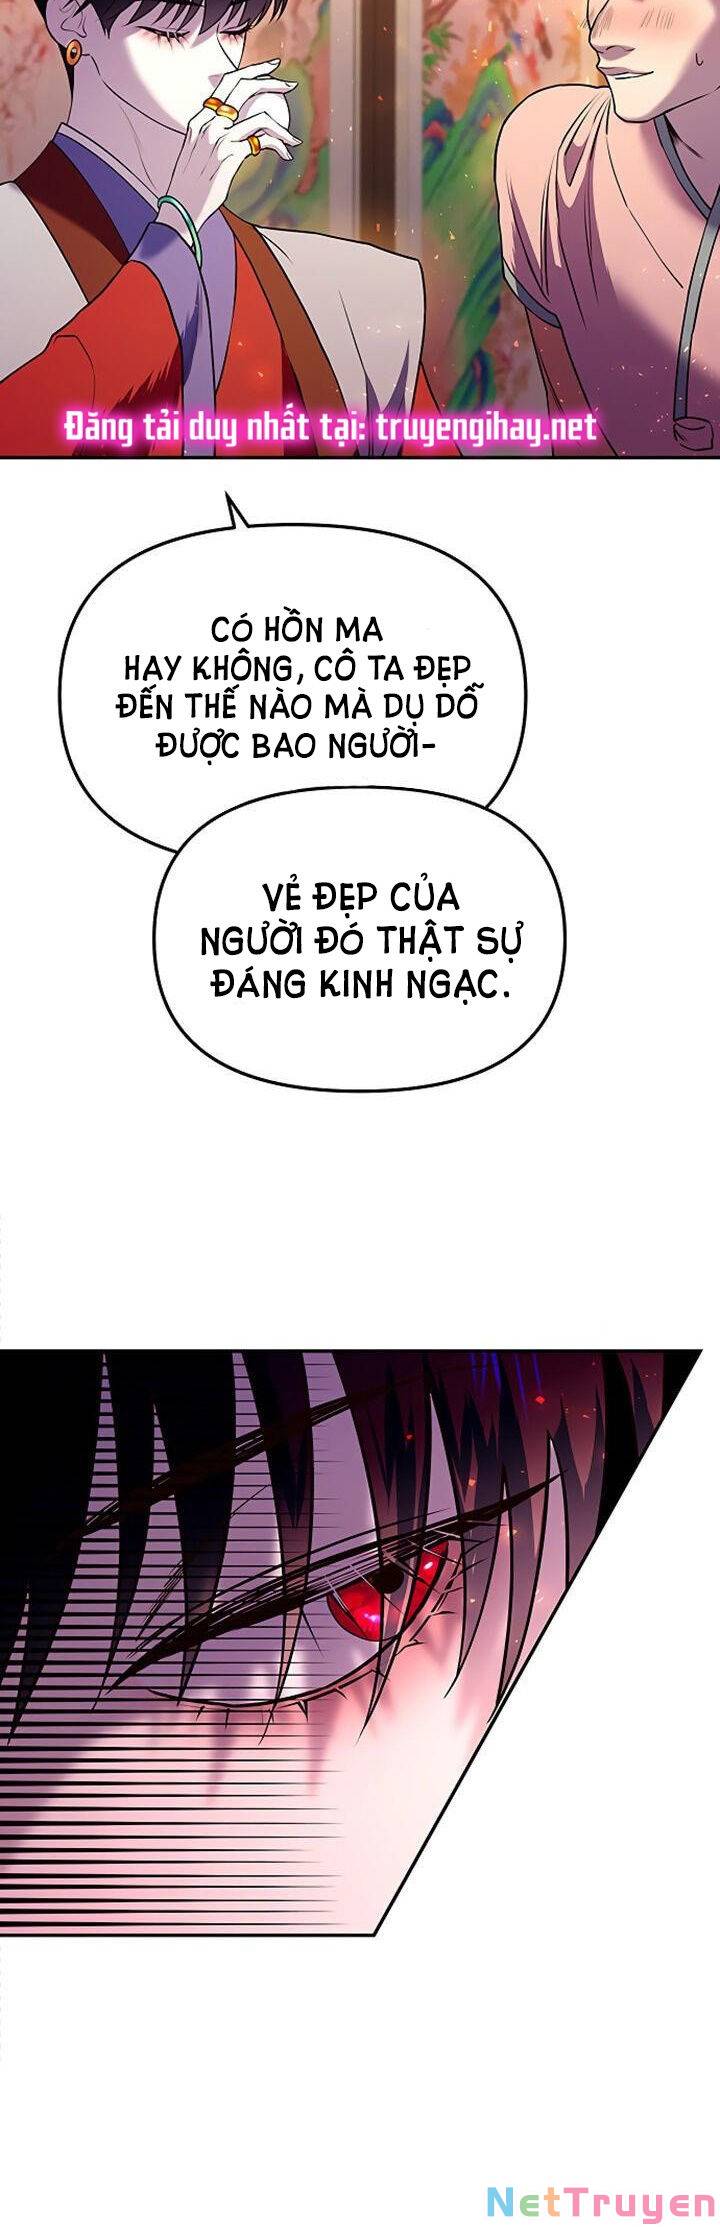 Đăng tải duy nhất tại: truyengihay.net
CÓ HỒN MA
HAY KHÔNG, CÔ TA ĐẸP
ĐẾN THẾ NÀO MÀ DỤ DỖ
ĐƯỢC BAO NGƯỜI-
VẺ ĐẸP CỦA
NGƯỜI ĐÓ THẬT SỰ
ĐÁNG KINH NGẠC.
NetTruyen